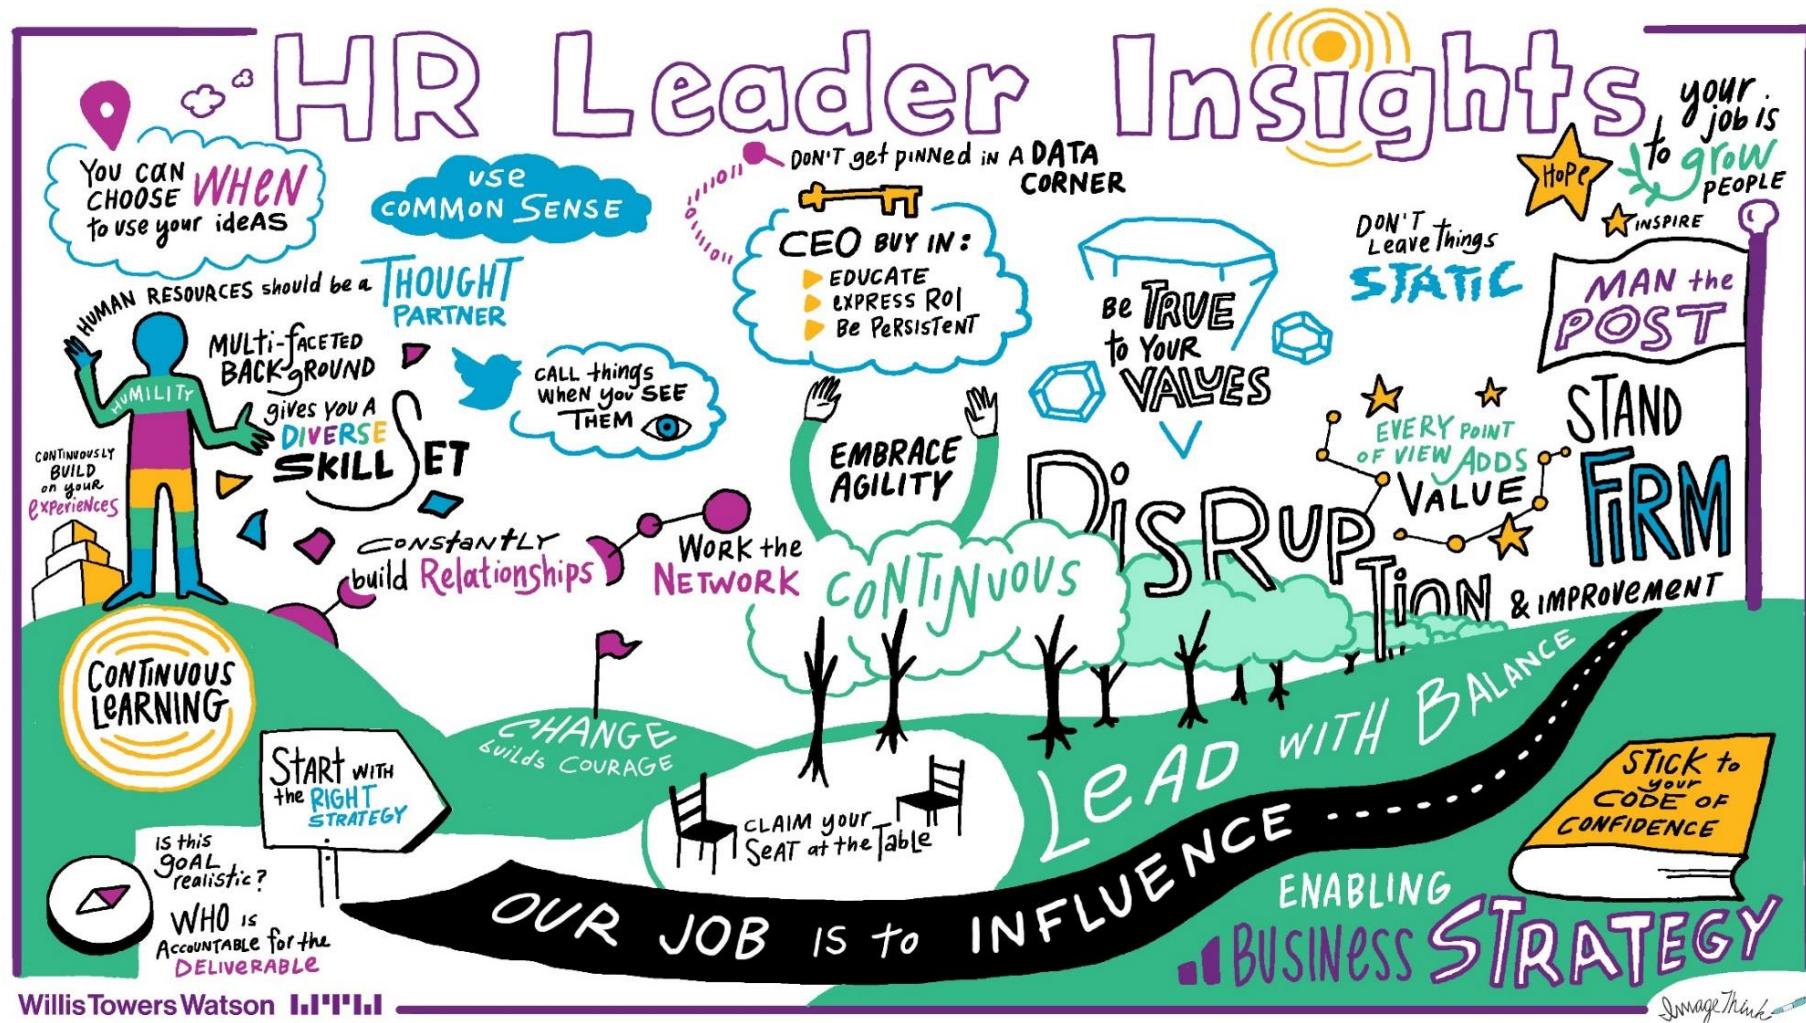 HR Leader Insights
YOU CAN
CHOOSE WHEN
to use your ideAS
use
COMMON SENSE
DON'T get PINNED IN A DATA
CORNER
CEO BUY IN:
EDUCATE
EXPRESS ROI
Be PERSISTENT
your
job is
to grow
PEOPLE
HOPE
INSPIRE
DON'T
Leave things
STATIC
MAN the
POST
HUMAN RESOURCES should be a THOUGHT
PARTNER
HUMILITY
MULTi-fACETED
BACKgROUND
gives YOU A
DIVERSE
SKILL SET
CALL things
WHEN you SEE
THEM
Be TRUE
to YOUR
VALUES
EMBRACE
AGILITY
EVERY POINT
OF VIEW ADDS
VALUE
STAND
FIRM
CONTINUOUSLY
BUILD
on your
experiences
CONSTANTLY
build Relationships
WORK the
NETWORK
CONTINUOUS
DISRUP
TION & IMPROVEMENT
CONTINUOUS
LEARNING
CHANGE
builds COURAGE
START WITH
the RIGHT
STRATEGY
CLAIM your
SEAT at the Table
LeAD WITH BALANCE
STICK to
your
CODE OF
CONFIDENCE
IS this
gOAL
realistic?
WHO is
ACCOUNTABLE for the
DELIVERABLE
OUR JOB IS to INFLUENCE
ENABLING
BUSINESS STRATEGY
WillisTowersWatson
ImageThink